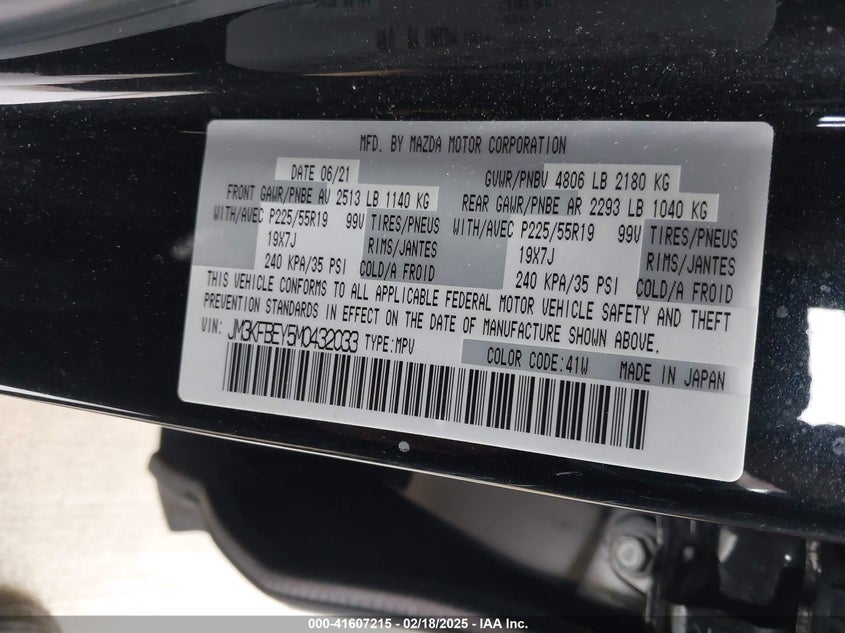 MFD. BY MAZDA MOTOR CORPORATION
DATE 06/21
GVWR/PNBV 4806 LB 2180 KG
FRONT GAWR/PNBE AV 2513 LB 1140 KG
REAR GAWR/PNBE AR 2293 LB 1040 KG
WITH/AVEC P225/55R19 99V TIRES/PNEUS
WITH/AVEC P225/55R19 99V TIRES/PNEUS
19X7J RIMS/JANTES
19X7J RIMS/JANTES
240 KPA/35 PSI COLD/A FROID
240 KPA/35 PSI COLD/A FROID
THIS VEHICLE CONFORMS TO ALL APPLICABLE FEDERAL MOTOR VEHICLE SAFETY AND THEFT
PREVENTION STANDARDS IN EFFECT ON THE DATE OF MANUFACTURE SHOWN ABOVE.
VIN: JM3KFBEY5M0432033 TYPE:MPV
COLOR CODE:41W MADE IN JAPAN
000-41607215 - 02/18/2025 - IAAI.com